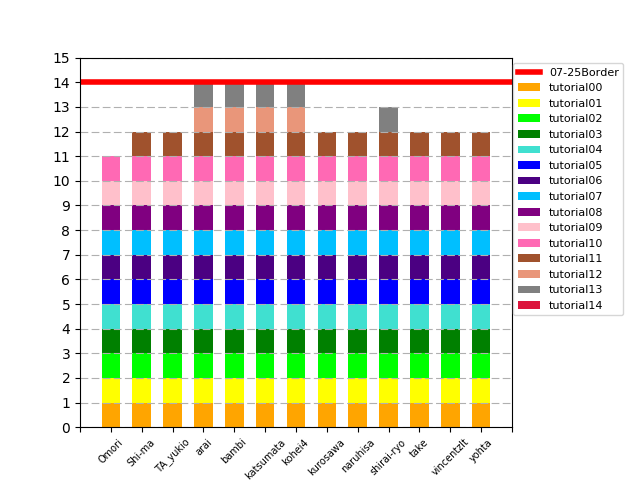 15
14
13
12
11
10
9
8
7
6
5
4
3
2
1
0
Omori
Shi-ma
TA_yukio
arai
bambi
katsumata
kohei4
kurosawa
naruhisa
shirai-ryo
take
vincentzlt
yohta
07-25Border
tutorial00
tutorial01
tutorial02
tutorial03
tutorial04
tutorial05
tutorial06
tutorial07
tutorial08
tutorial09
tutorial10
tutorial11
tutorial12
tutorial13
tutorial14